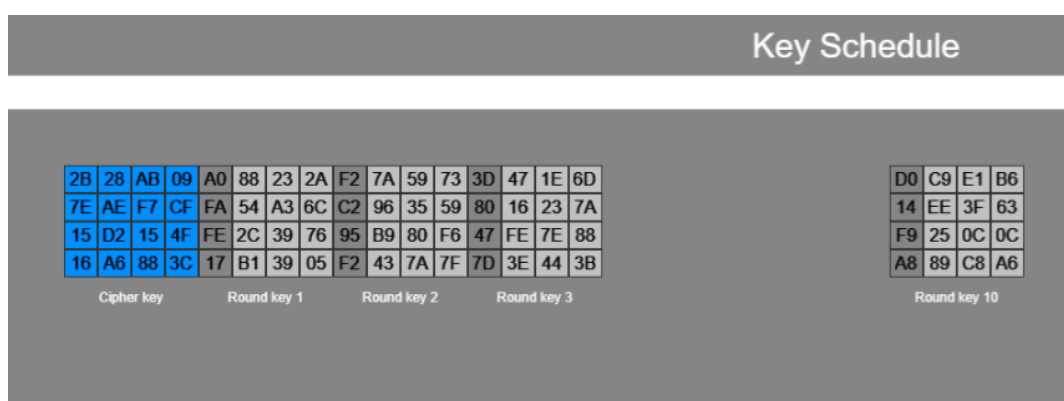 Key Schedule
2B 28 AB 09 A0 88 23 2A F2 7A 59 73 3D 47 1E 6D D0 C9 E1 B6
7E AE F7 CF FA 54 A3 6C C2 96 35 59 80 16 23 7A 14 EE 3F 63
15 D2 15 4F FE 2C 39 76 95 B9 80 F6 47 FE 7E 88 F9 25 0C 0C
16 A6 88 3C 17 B1 39 05 F2 43 7A 7F 7D 3E 44 3B A8 89 C8 A6
Cipher key Round key 1 Round key 2 Round key 3 Round key 10